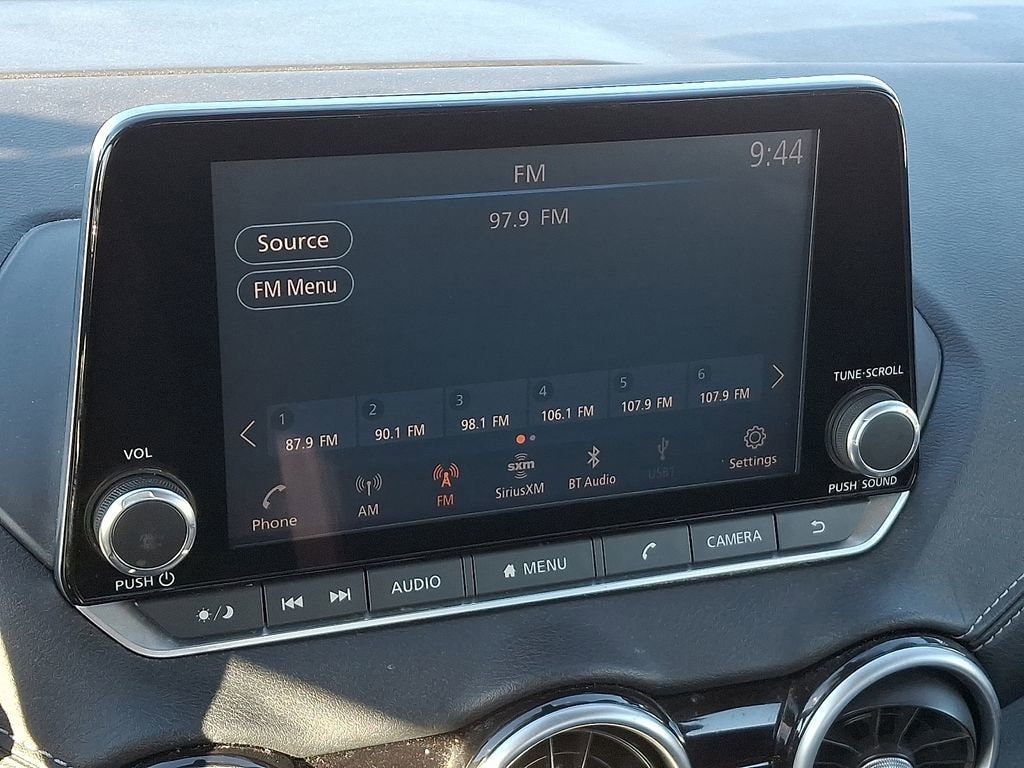 FM
9:44
97.9 FM
Source
FM Menu
1 87.9 FM
2 90.1 FM
3 98.1 FM
4 106.1 FM
5 107.9 FM
6 107.9 FM
Phone
AM
FM
sxm
SiriusXM
BT Audio
USB1
Settings
VOL
PUSH
TUNE·SCROLL
PUSH SOUND
AUDIO
MENU
CAMERA